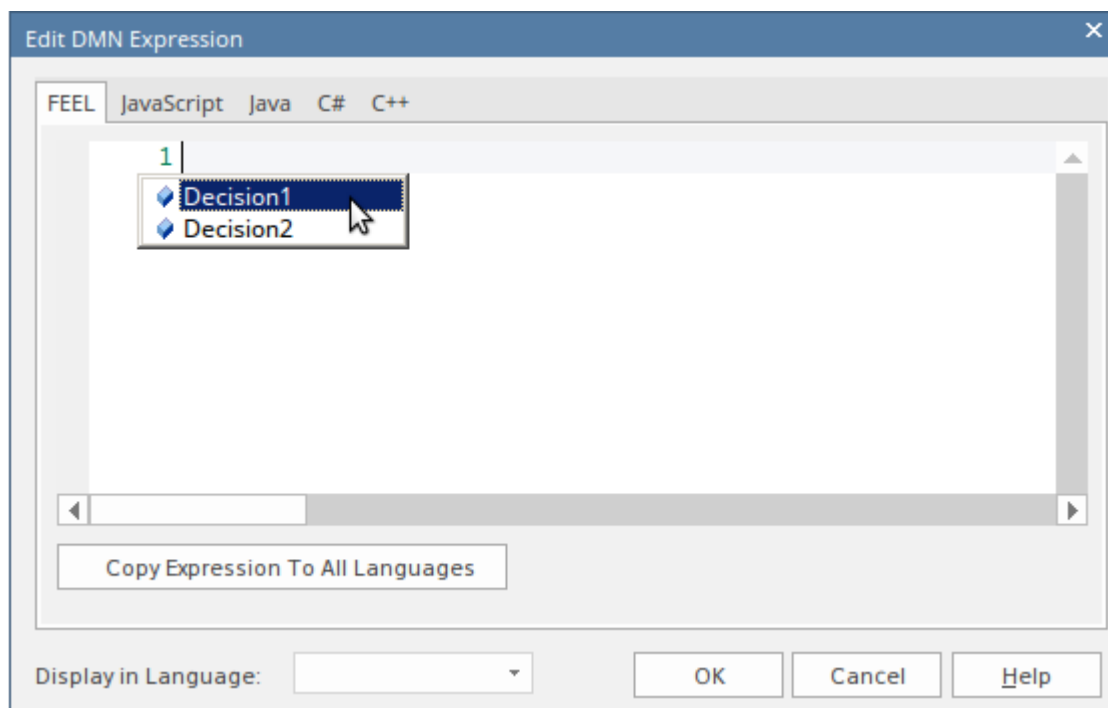 Edit DMN Expression
FEEL JavaScript Java C# C++
1
Decision1
Decision2
Copy Expression To All Languages
Display in Language: OK Cancel Help